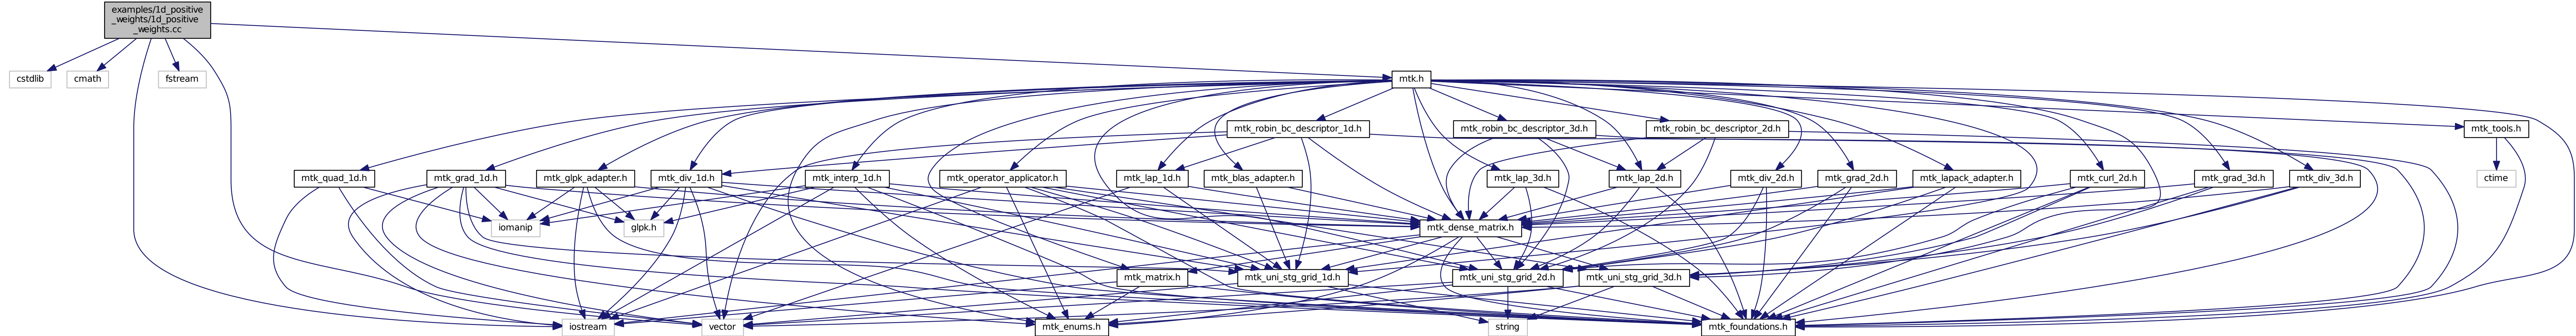 examples/1d_positive
_weights/1d_positive
_weights.cc
cstdlib
cmath
fstream
mtk.h
mtk_robin_bc_descriptor_1d.h
mtk_robin_bc_descriptor_3d.h
mtk_robin_bc_descriptor_2d.h
mtk_tools.h
mtk_quad_1d.h
mtk_grad_1d.h
mtk_glpk_adapter.h
mtk_div_1d.h
mtk_interp_1d.h
mtk_operator_applicator.h
mtk_lap_1d.h
mtk_blas_adapter.h
mtk_lap_3d.h
mtk_lap_2d.h
mtk_div_2d.h
mtk_grad_2d.h
mtk_lapack_adapter.h
mtk_curl_2d.h
mtk_grad_3d.h
mtk_div_3d.h
ctime
iomanip
glpk.h
mtk_dense_matrix.h
mtk_matrix.h
mtk_uni_stg_grid_1d.h
mtk_uni_stg_grid_2d.h
mtk_uni_stg_grid_3d.h
iostream
vector
mtk_enums.h
string
mtk_foundations.h